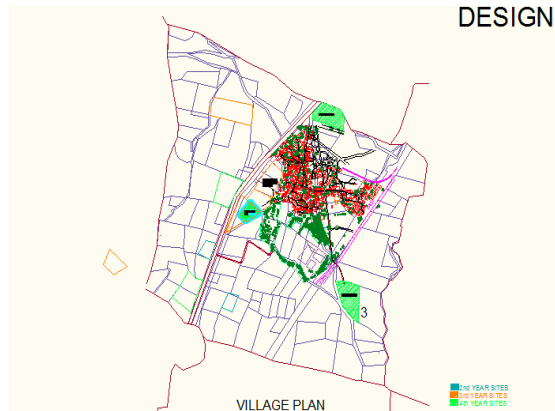 DESIGN
3
VILLAGE PLAN
2nd YEAR SITES
3rd YEAR SITES
4th YEAR SITES